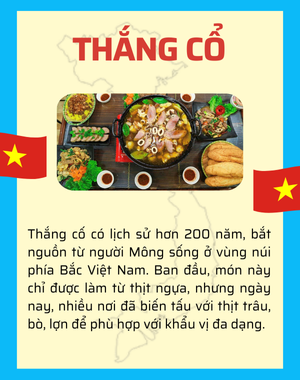 THẮNG CỔ
Thắng cố có lịch sử hơn 200 năm, bắt
nguồn từ người Mông sống ở vùng núi
phía Bắc Việt Nam. Ban đầu, món này
chỉ được làm từ thịt ngựa, nhưng ngày
nay, nhiều nơi đã biến tấu với thịt trâu,
bò, lợn để phù hợp với khẩu vị đa dạng.